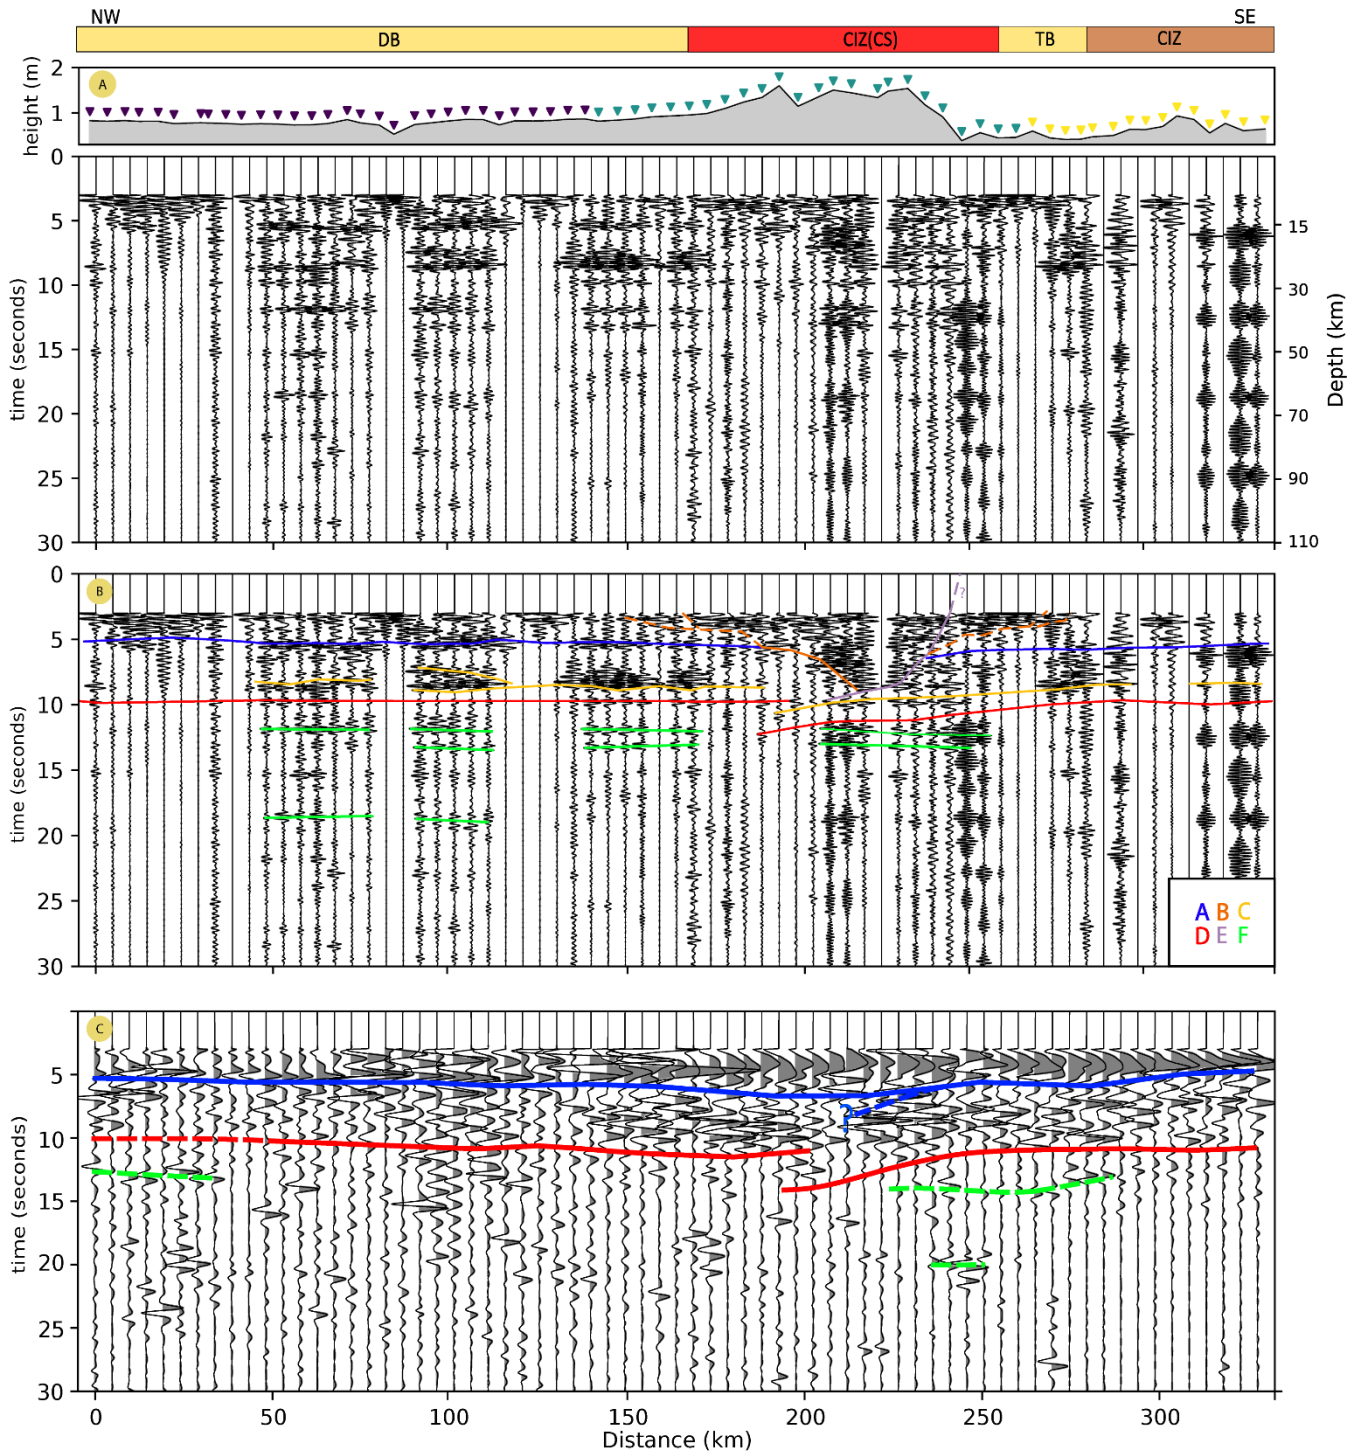 NW SE
DB CIZ(CS) TB CIZ
A
height (m)
2
1
0
time (seconds)
0
5
10
15
20
25
30
15
30
50
70
90
110
Depth (km)
B
I?
time (seconds)
0
5
10
15
20
25
30
A B C
D E F
C
?
time (seconds)
5
10
15
20
25
30
0 50 100 150 200 250 300
Distance (km)